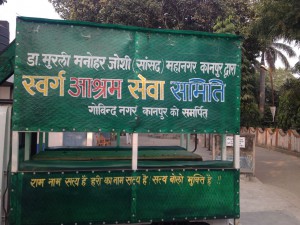 डा. मुरली मनोहर जोशी (सांसद) महानगर कानपुर द्वारा
स्वर्ग आश्रम सेवा समिति
गोविन्द नगर, कानपुर को समर्पित
राम नाम सत्य है हरी का नाम सत्य है सत्य बोलो मुक्ति है !!